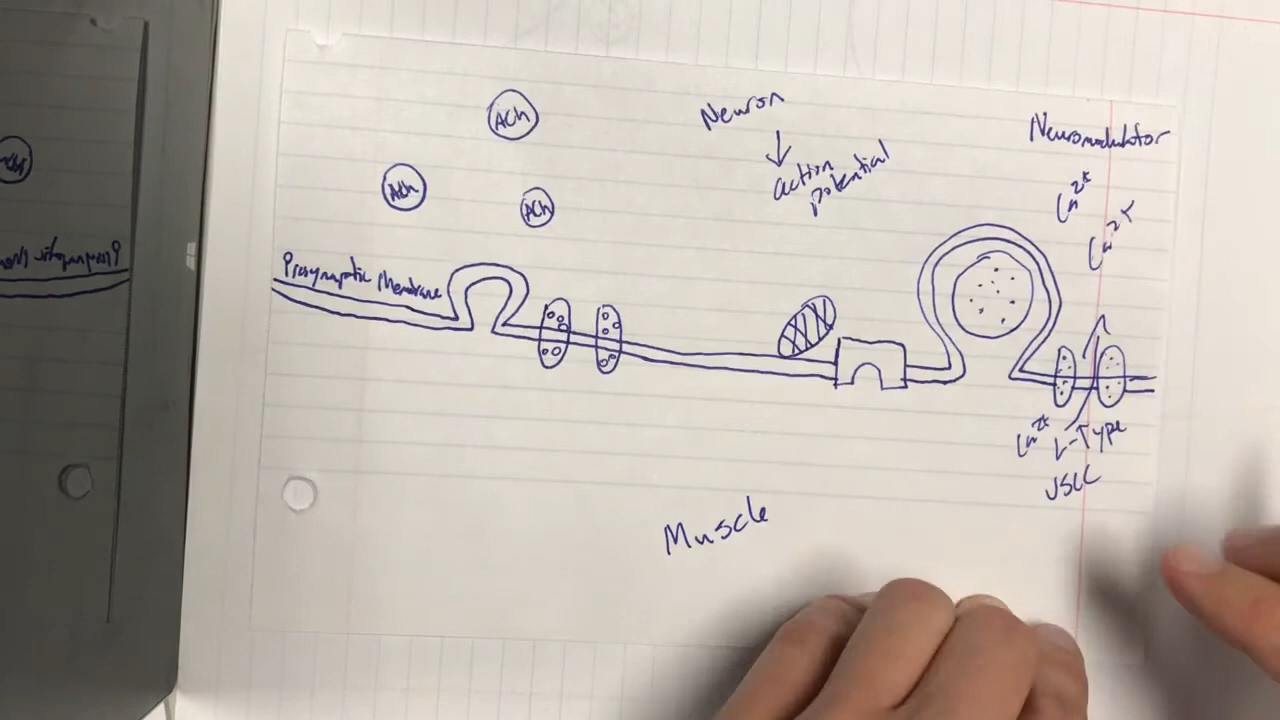 ACh
Neuron
Neuromodulator
action
potential
ACh
ACh
Ca2+
Ca2+
Presynaptic Membrane
Ca2+
L-Type
VSCC
Muscle